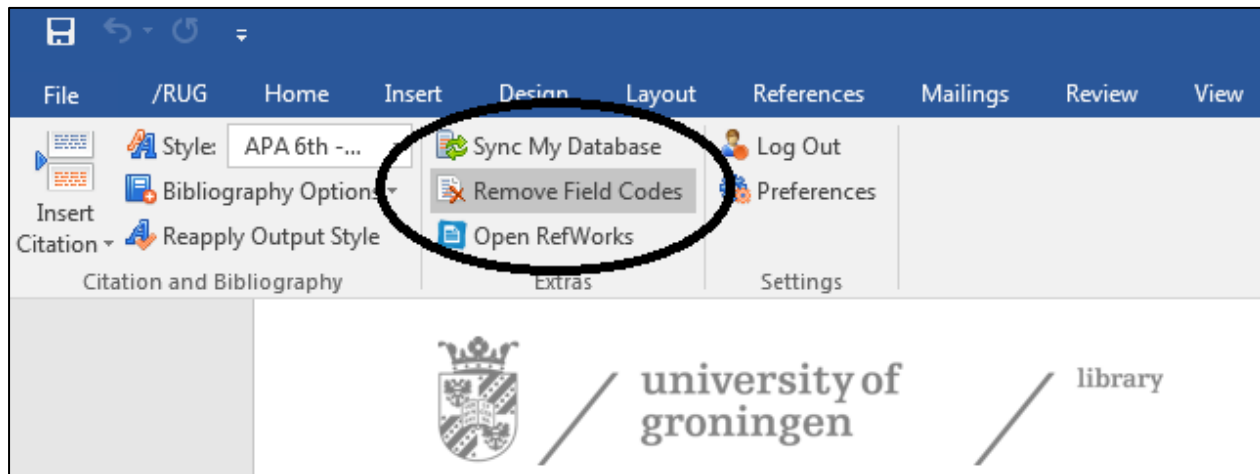 File /RUG Home Insert Design Layout References Mailings Review View
Insert
Citation
Style: APA 6th -...
Bibliography Options
Reapply Output Style
Citation and Bibliography
Sync My Database
Remove Field Codes
Open RefWorks
Extras
Log Out
Preferences
Settings
university of
groningen
library